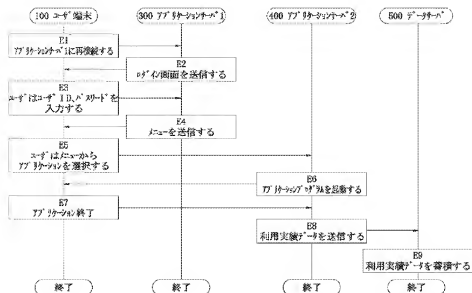 100 ユーザ端末
300 アプリケーションサーバ1
400 アプリケーションサーバ2
500 データサーバ
E1
アプリケーションサーバ1に再接続する
E2
ログイン画面を送信する
E3
ユーザはユーザID、パスワードを
入力する
E4
メニューを送信する
E5
ユーザはメニューから
アプリケーションを選択する
E6
アプリケーションプログラムを起動する
E7
アプリケーション終了
E8
利用実績データを送信する
E9
利用実績データを蓄積する
終了
終了
終了
終了